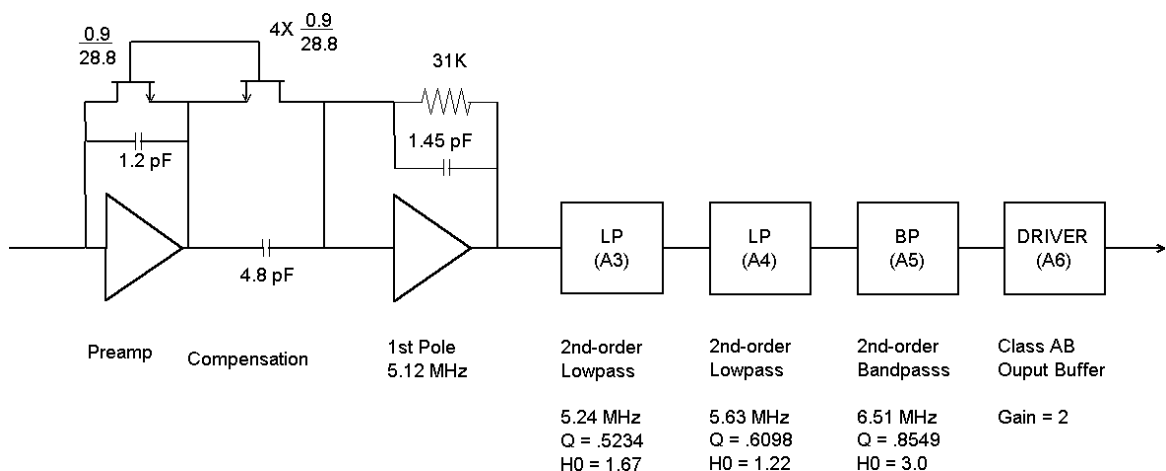 0.9
28.8
4X 0.9
28.8
31K
1.2 pF
1.45 pF
4.8 pF
LP
(A3)
LP
(A4)
BP
(A5)
DRIVER
(A6)
Preamp
Compensation
1st Pole
5.12 MHz
2nd-order
Lowpass
5.24 MHz
Q = .5234
H0 = 1.67
2nd-order
Lowpass
5.63 MHz
Q = .6098
H0 = 1.22
2nd-order
Bandpasss
6.51 MHz
Q = .8549
H0 = 3.0
Class AB
Ouput Buffer
Gain = 2